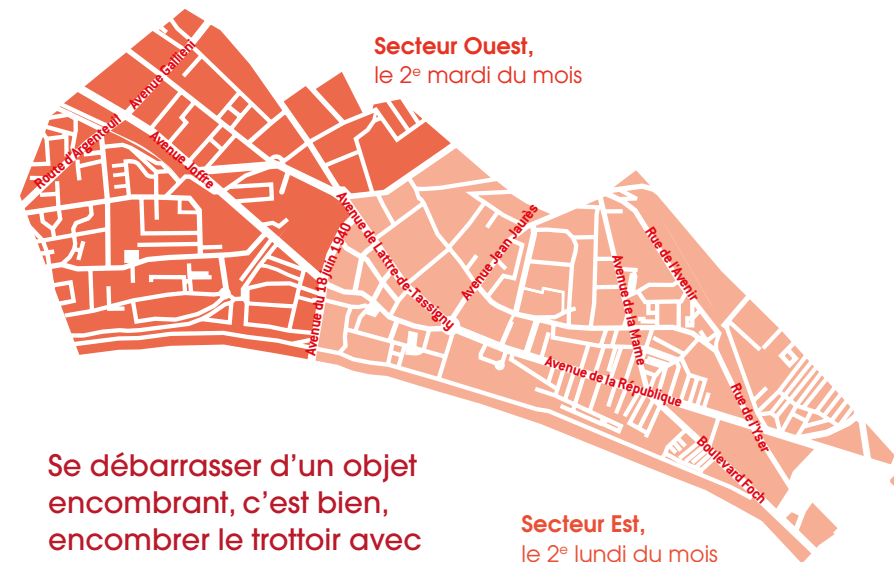 Secteur Ouest,
le 2e mardi du mois
Avenue Gallieni
Route d'Argenteuil
Avenue Joffre
Avenue du 18 juin 1940
Avenue de Lattre-de-Tassigny
Avenue Jean Jaurès
Rue de l'Avenir
Avenue de la Marne
Avenue de la République
Rue de l'Yser
Boulevard Foch
Se débarrasser d'un objet
encombrant, c'est bien,
encombrer le trottoir avec
Secteur Est,
le 2e lundi du mois